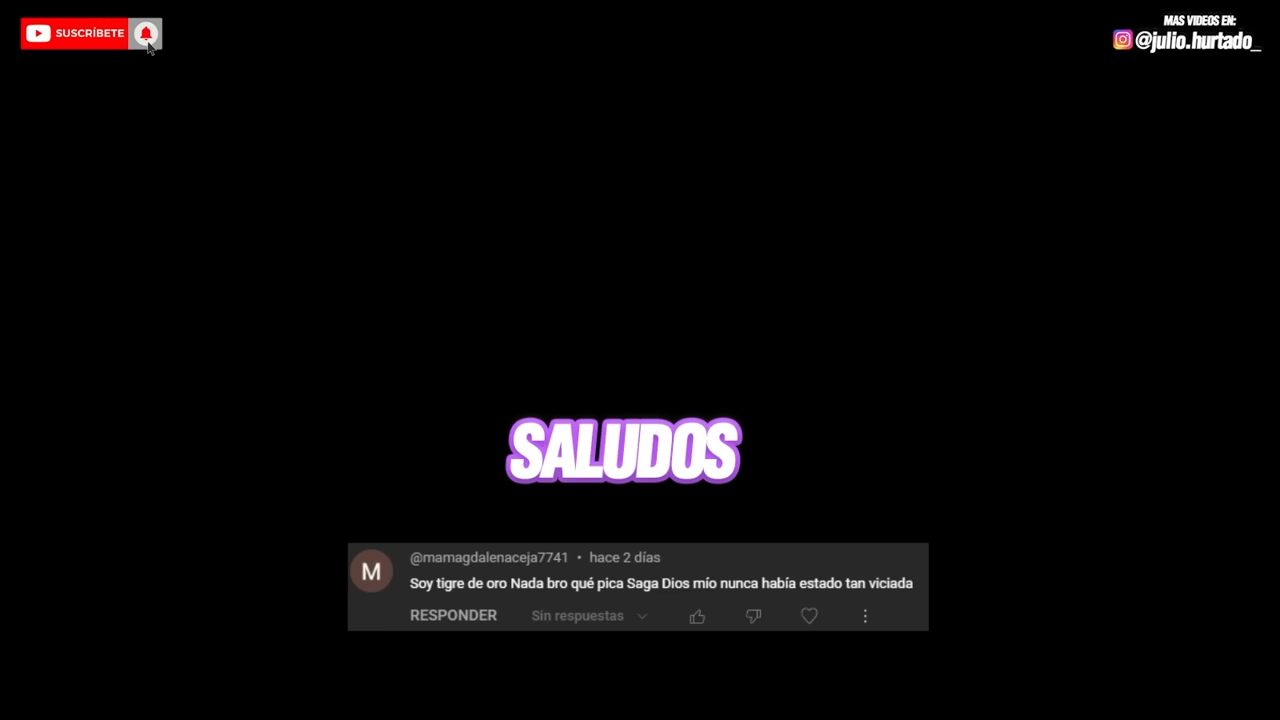 SUSCRÍBETE
MAS VIDEOS EN:
@julio.hurtado_
SALUDOS
M
@mamagdalenaceja7741 • hace 2 días
Soy tigre de oro Nada bro qué pica Saga Dios mío nunca había estado tan viciada
RESPONDER Sin respuestas